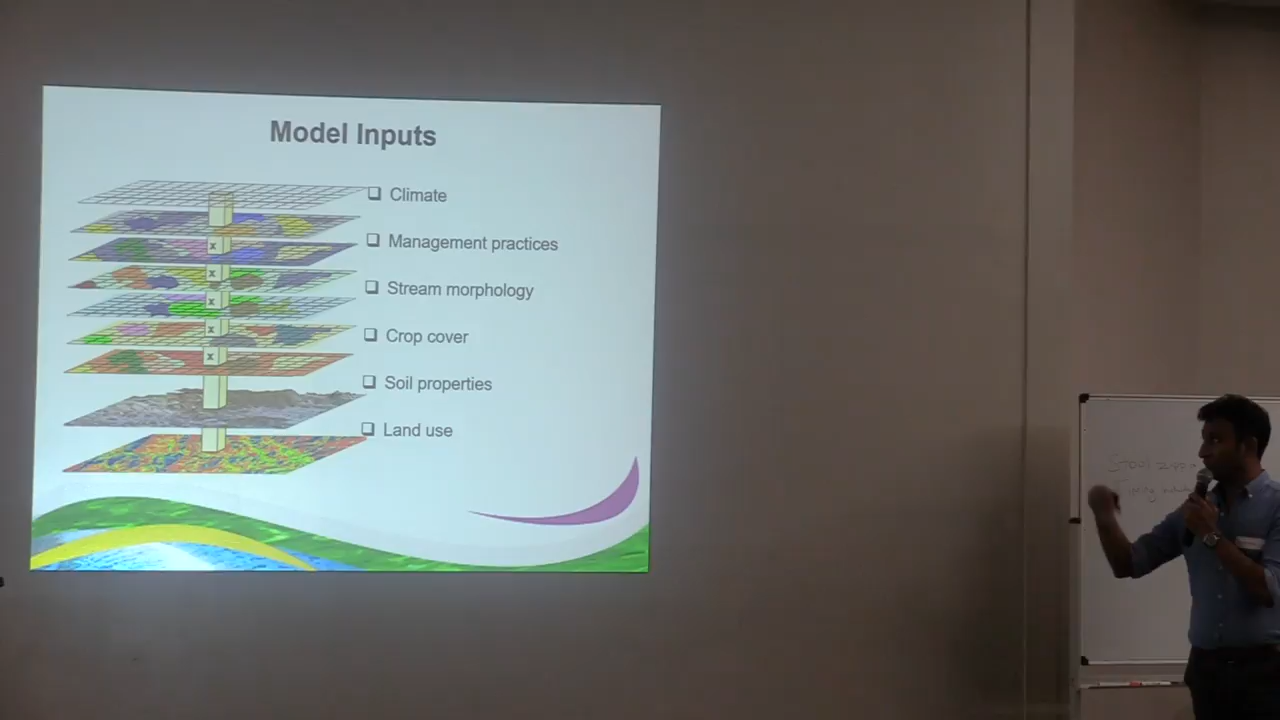 Model Inputs
❑ Climate
❑ Management practices
❑ Stream morphology
❑ Crop cover
❑ Soil properties
❑ Land use
x
x
x
x
x